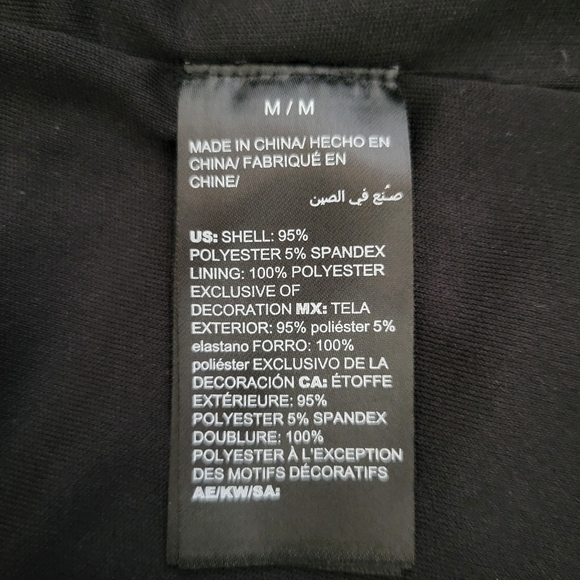 M / M
MADE IN CHINA/ HECHO EN
CHINA/ FABRIQUÉ EN
CHINE/
صنع في الصين
US: SHELL: 95%
POLYESTER 5% SPANDEX
LINING: 100% POLYESTER
EXCLUSIVE OF
DECORATION MX: TELA
EXTERIOR: 95% poliéster 5%
elastano FORRO: 100%
poliéster EXCLUSIVO DE LA
DECORACIÓN CA: ÉTOFFE
EXTÉRIEURE: 95%
POLYESTER 5% SPANDEX
DOUBLURE: 100%
POLYESTER À L'EXCEPTION
DES MOTIFS DÉCORATIFS
AE/KW/SA: